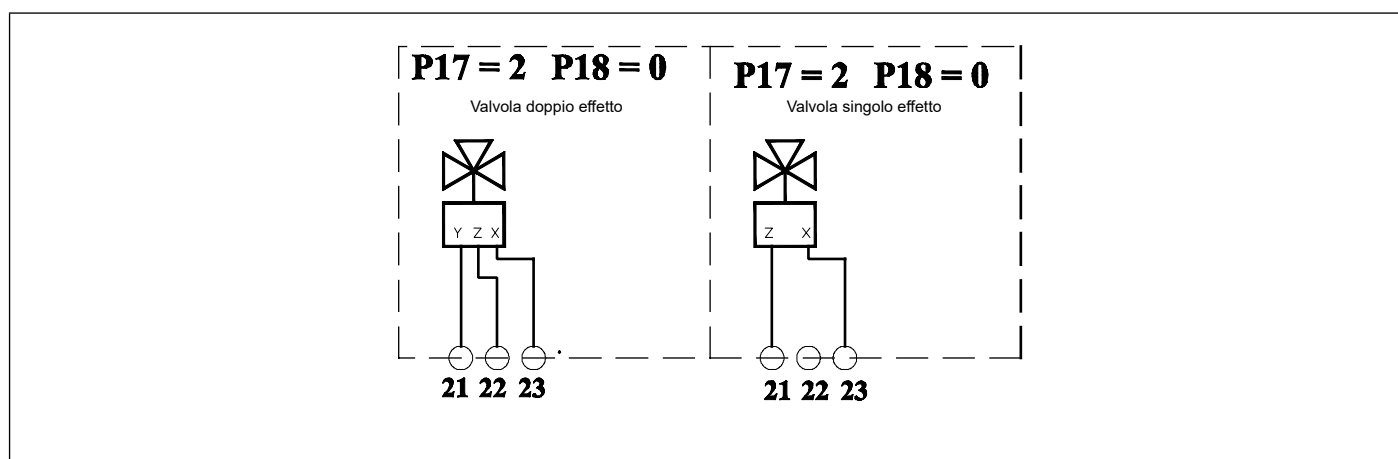 P17 = 2 P18 = 0
Valvola doppio effetto
Y Z X
21 22 23
P17 = 2 P18 = 0
Valvola singolo effetto
Z X
21 22 23